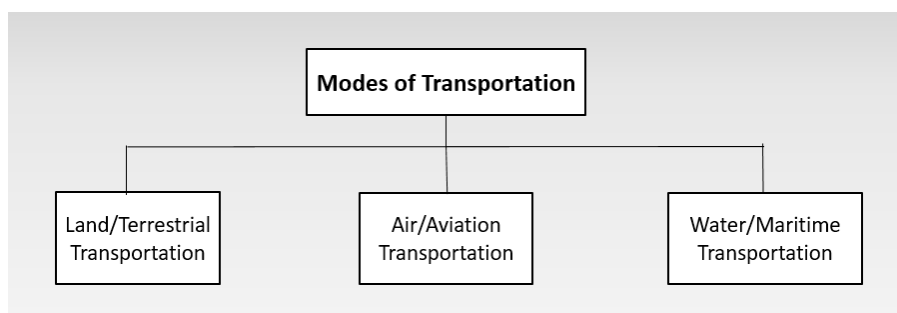 Modes of Transportation
Land/Terrestrial
Transportation
Air/Aviation
Transportation
Water/Maritime
Transportation